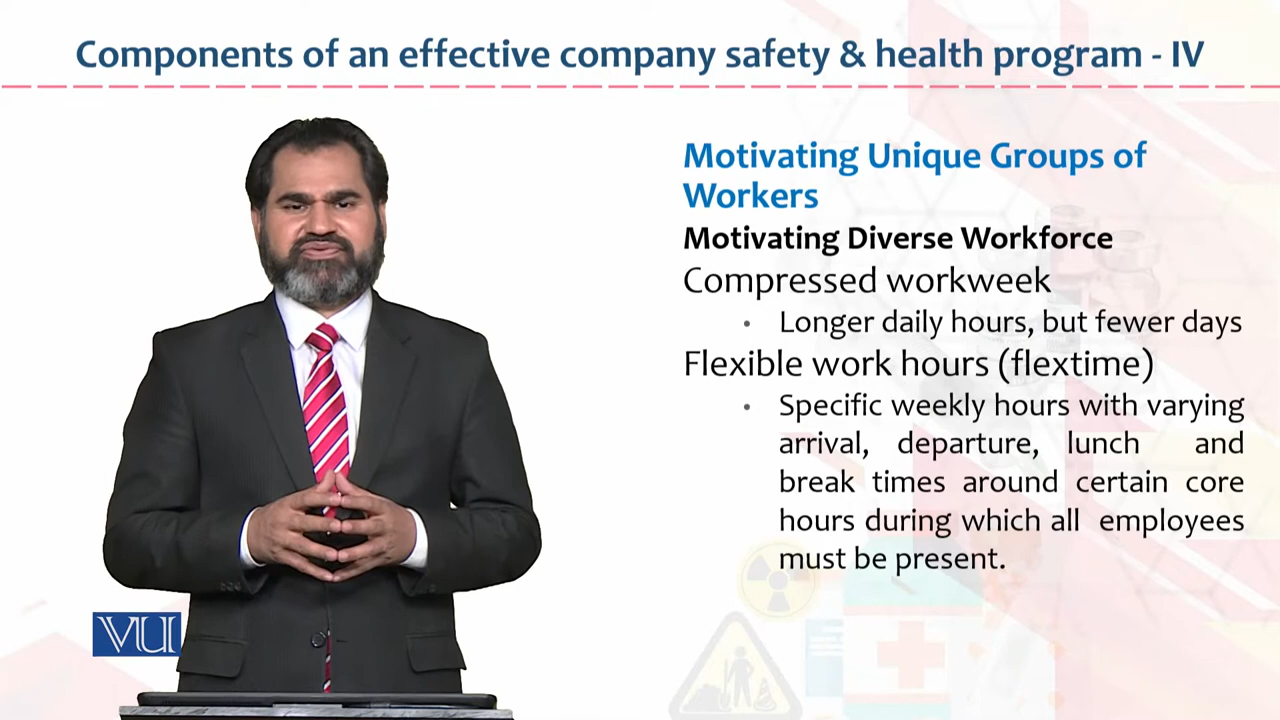 Components of an effective company safety & health program - IV
Motivating Unique Groups of
Workers
Motivating Diverse Workforce
Compressed workweek
• Longer daily hours, but fewer days
Flexible work hours (flextime)
• Specific weekly hours with varying
arrival, departure, lunch and
break times around certain core
hours during which all employees
must be present.
VU